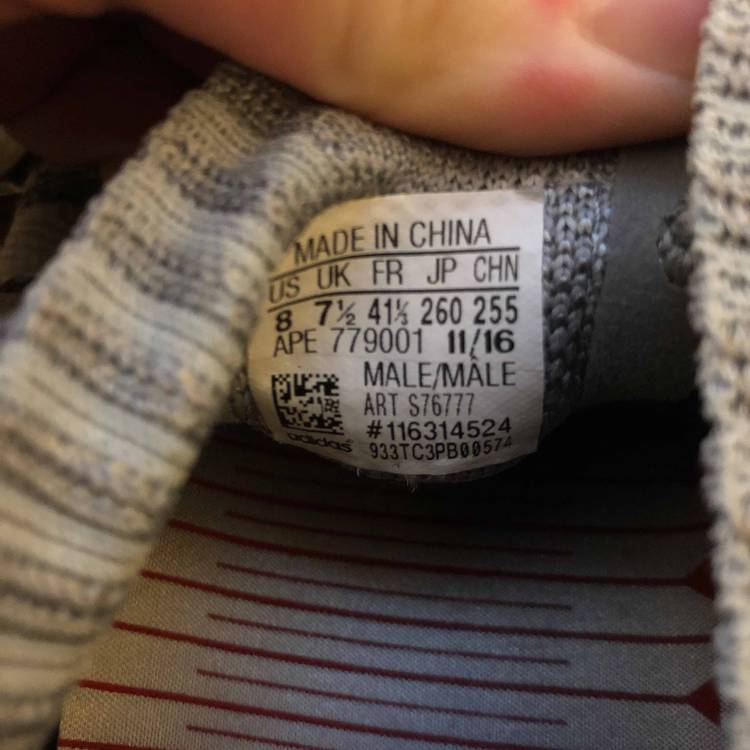 MADE IN CHINA
US UK FR JP CHN
8 7½ 41⅓ 260 255
APE 779001 11/16
MALE/MÂLE
ART S76777
#116314524
adidas 933TC3PB00574